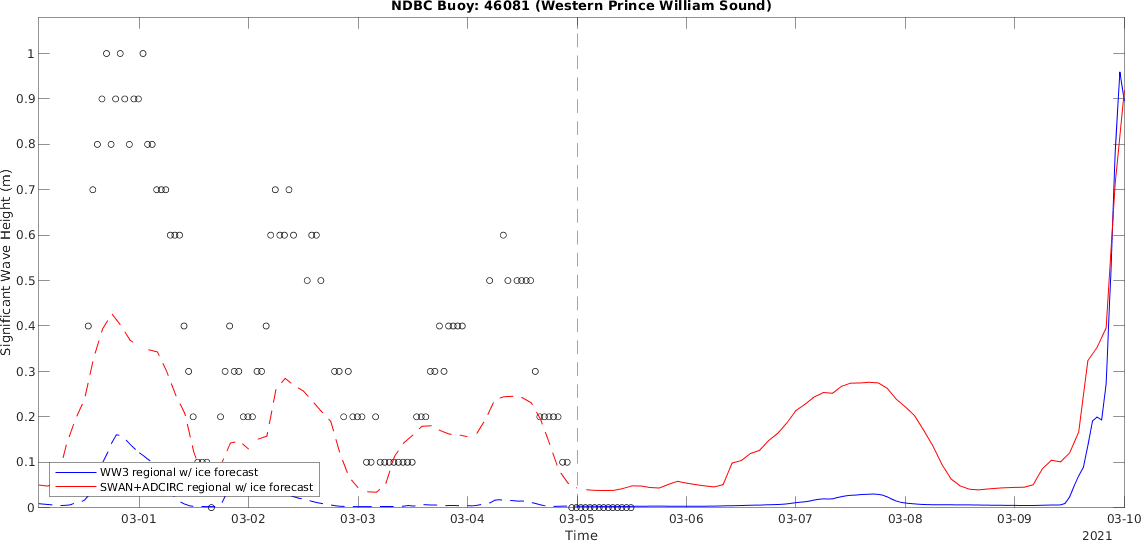 NDBC Buoy: 46081 (Western Prince William Sound)
Significant Wave Height (m)
1
0.9
0.8
0.7
0.6
0.5
0.4
0.3
0.2
0.1
0
WW3 regional w/ ice forecast
SWAN+ADCIRC regional w/ ice forecast
03-01 03-02 03-03 03-04 03-05 03-06 03-07 03-08 03-09 03-10
Time
2021